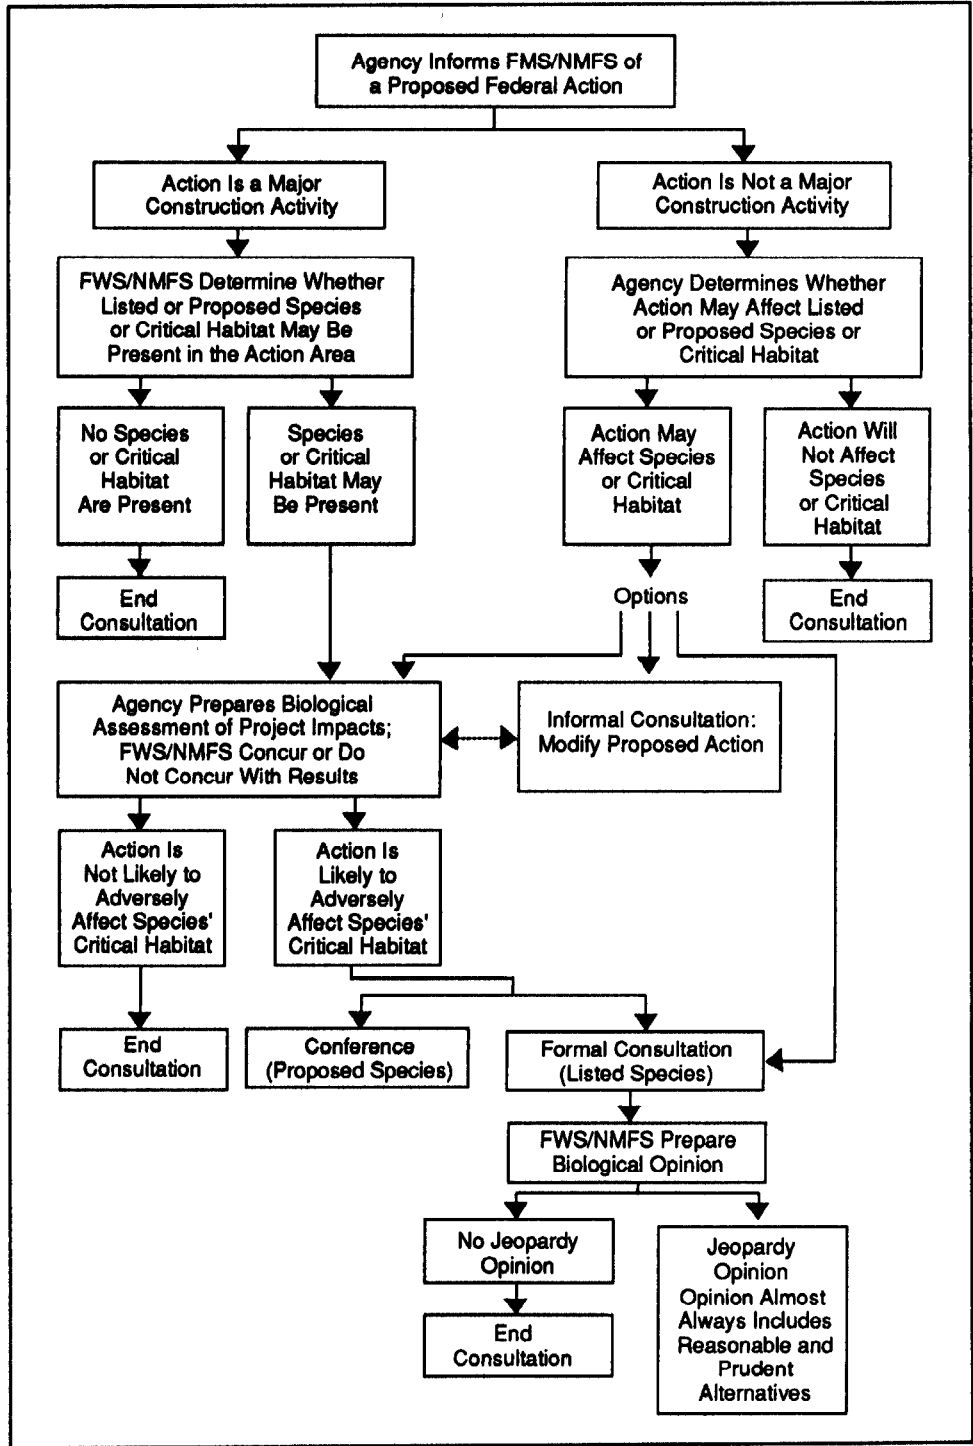 Agency Informs FMS/NMFS of
a Proposed Federal Action
Action Is a Major
Construction Activity
Action Is Not a Major
Construction Activity
FWS/NMFS Determine Whether
Listed or Proposed Species
or Critical Habitat May Be
Present in the Action Area
Agency Determines Whether
Action May Affect Listed
or Proposed Species or
Critical Habitat
No Species
or Critical
Habitat
Are Present
Species
or Critical
Habitat May
Be Present
Action May
Affect Species
or Critical
Habitat
Action Will
Not Affect
Species
or Critical
Habitat
End
Consultation
Options
End
Consultation
Agency Prepares Biological
Assessment of Project Impacts;
FWS/NMFS Concur or Do
Not Concur With Results
Informal Consultation:
Modify Proposed Action
Action Is
Not Likely to
Adversely
Affect Species'
Critical Habitat
Action Is
Likely to
Adversely
Affect Species'
Critical Habitat
End
Consultation
Conference
(Proposed Species)
Formal Consultation
(Listed Species)
FWS/NMFS Prepare
Biological Opinion
No Jeopardy
Opinion
Jeopardy
Opinion
Opinion Almost
Always Includes
Reasonable and
Prudent
Alternatives
End
Consultation